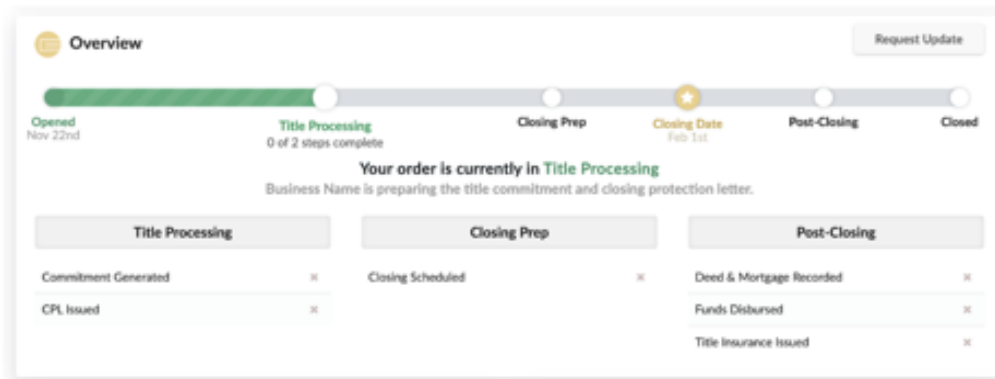 Overview
Request Update
Opened
Nov 22nd
Title Processing
0 of 2 steps complete
Closing Prep
Closing Date
Feb 1st
Post-Closing
Closed
Your order is currently in Title Processing
Business Name is preparing the title commitment and closing protection letter.
Title Processing
Commitment Generated
CPL Issued
Closing Prep
Closing Scheduled
Post-Closing
Deed & Mortgage Recorded
Funds Disbursed
Title Insurance Issued